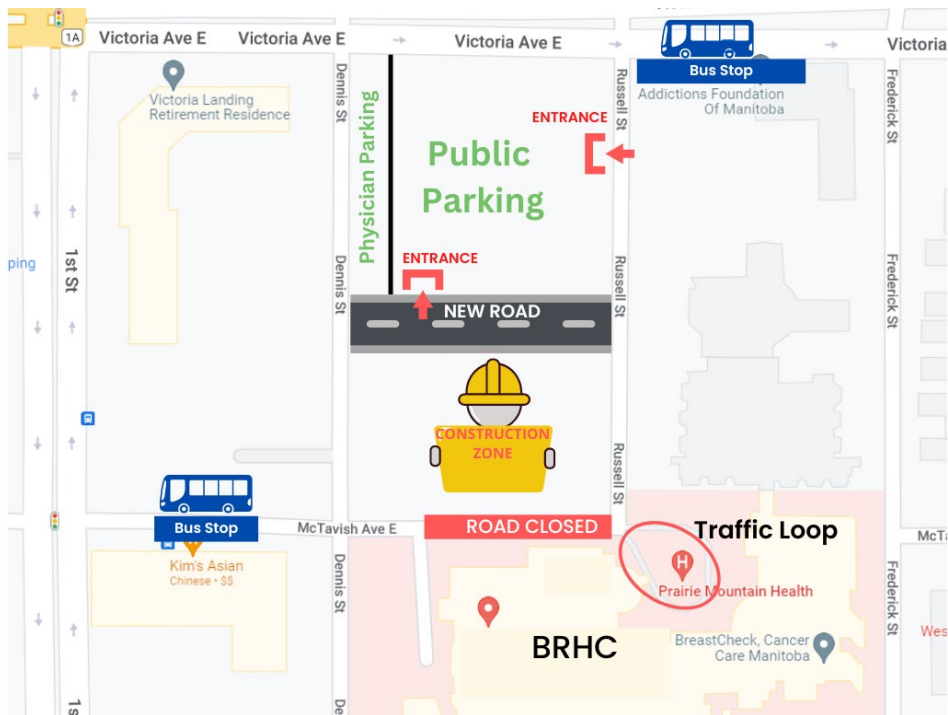 1A
Victoria Ave E
Victoria Ave E
Victoria Ave E
Victoria
Bus Stop
Victoria Landing
Retirement Residence
Dennis St
Physician Parking
Public
Parking
ENTRANCE
Russell St
Addictions Foundation
Of Manitoba
Frederick St
ping
1st St
Dennis St
ENTRANCE
NEW ROAD
Russell St
Frederick St
CONSTRUCTION
ZONE
Russell St
Bus Stop
McTavish Ave E
ROAD CLOSED
Traffic Loop
McTa
Kim's Asian
Chinese • $$
Dennis St
H
Prairie Mountain Health
Frederick St
BRHC
BreastCheck, Cancer
Care Manitoba
Wes
1s
De